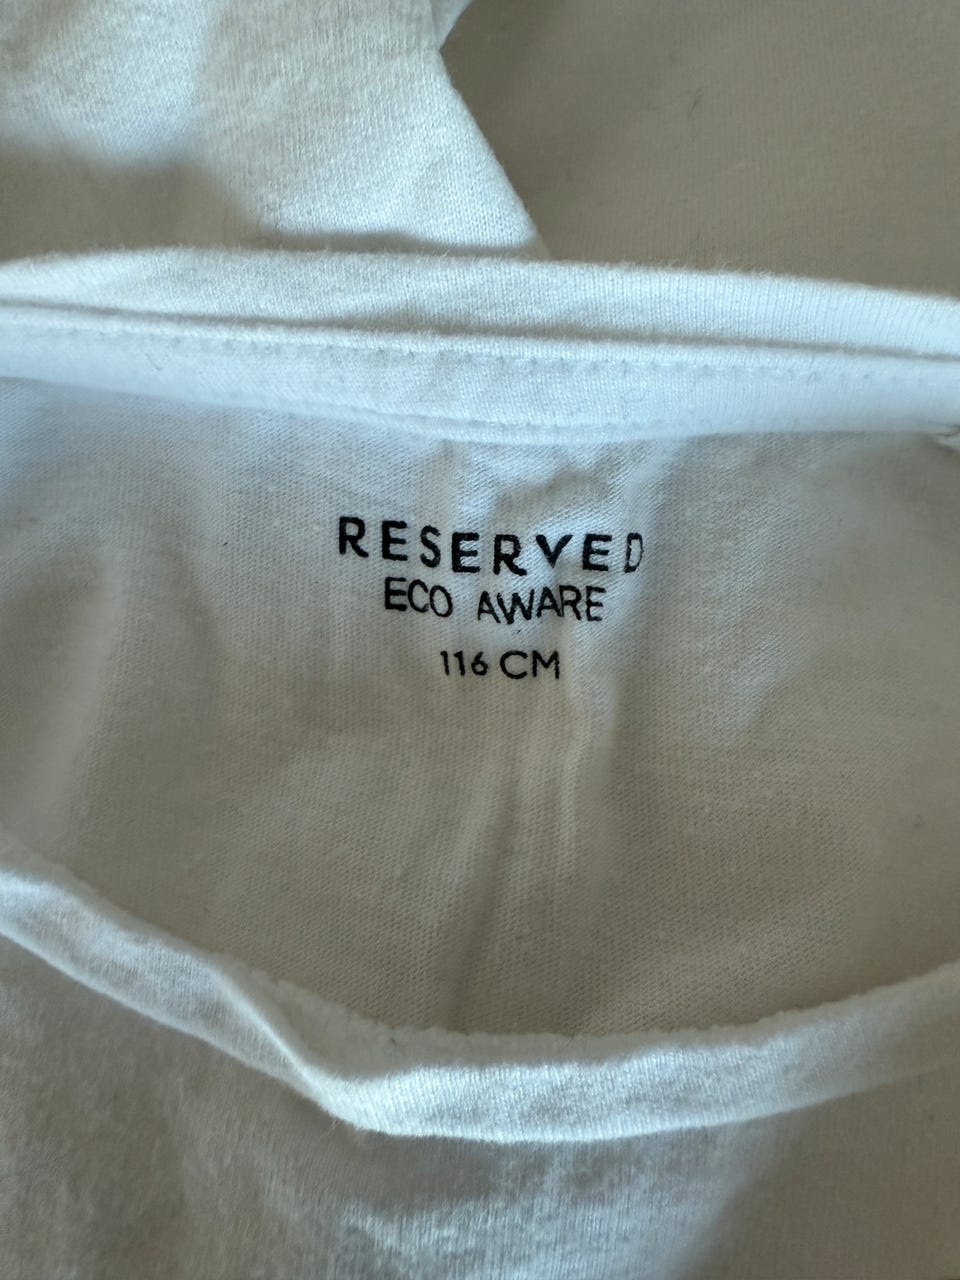 RESERVED
ECO AWARE
116 CM